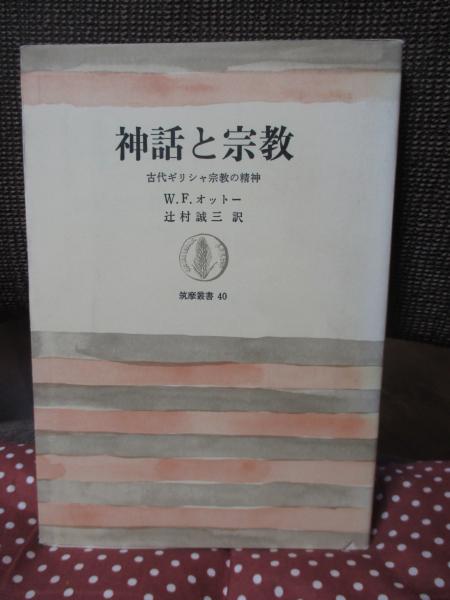 神話と宗教
古代ギリシャ宗教の精神
W.F.オットー
辻村誠三 訳
筑摩叢書 40